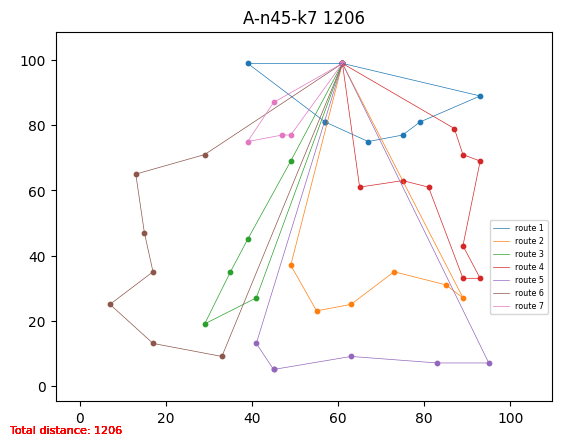 A-n45-k7 1206
100
80
60
40
20
0
0
20
40
60
80
100
route 1
route 2
route 3
route 4
route 5
route 6
route 7
Total distance: 1206